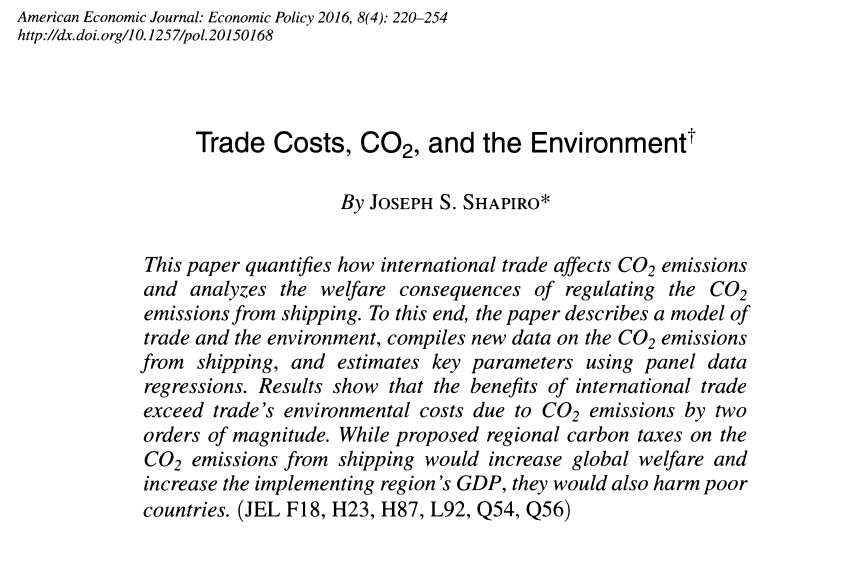 American Economic Journal: Economic Policy 2016, 8(4): 220–254
http://dx.doi.org/10.1257/pol.20150168
Trade Costs, CO₂, and the Environment†
By Joseph S. Shapiro*
This paper quantifies how international trade affects CO₂ emissions
and analyzes the welfare consequences of regulating the CO₂
emissions from shipping. To this end, the paper describes a model of
trade and the environment, compiles new data on the CO₂ emissions
from shipping, and estimates key parameters using panel data
regressions. Results show that the benefits of international trade
exceed trade's environmental costs due to CO₂ emissions by two
orders of magnitude. While proposed regional carbon taxes on the
CO₂ emissions from shipping would increase global welfare and
increase the implementing region's GDP, they would also harm poor
countries. (JEL F18, H23, H87, L92, Q54, Q56)